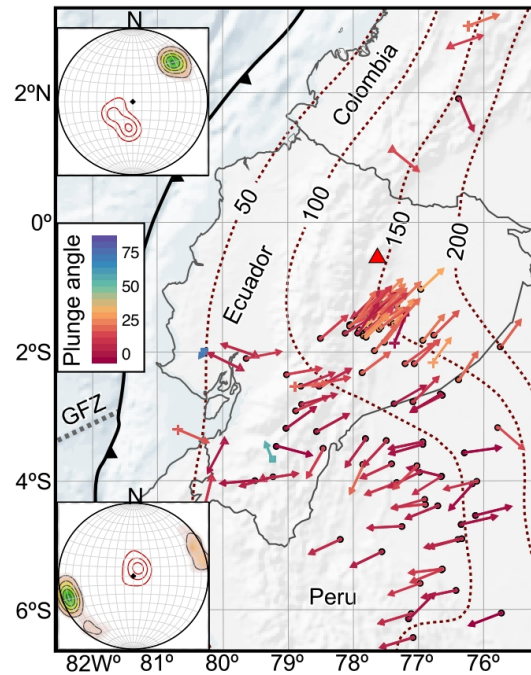 N
2ºN
0º
2ºS
4ºS
6ºS
Colombia
50
100
150
200
Ecuador
Plunge angle
75
50
25
0
GFZ
N
Peru
82Wº 81º 80º 79º 78º 77º 76º